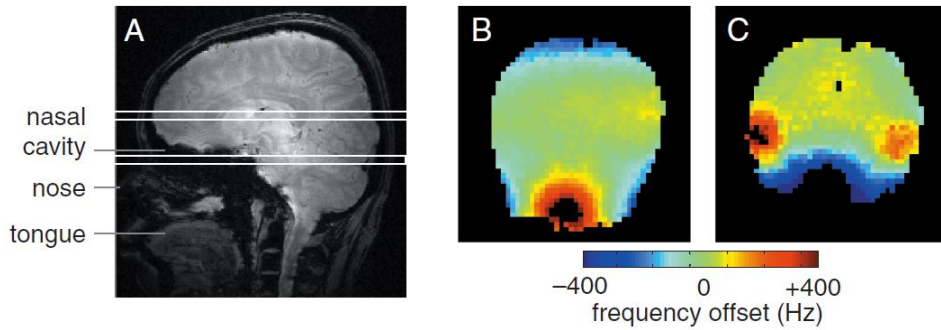 A
B
C
nasal
cavity
nose
tongue
−400
0
+400
frequency offset (Hz)